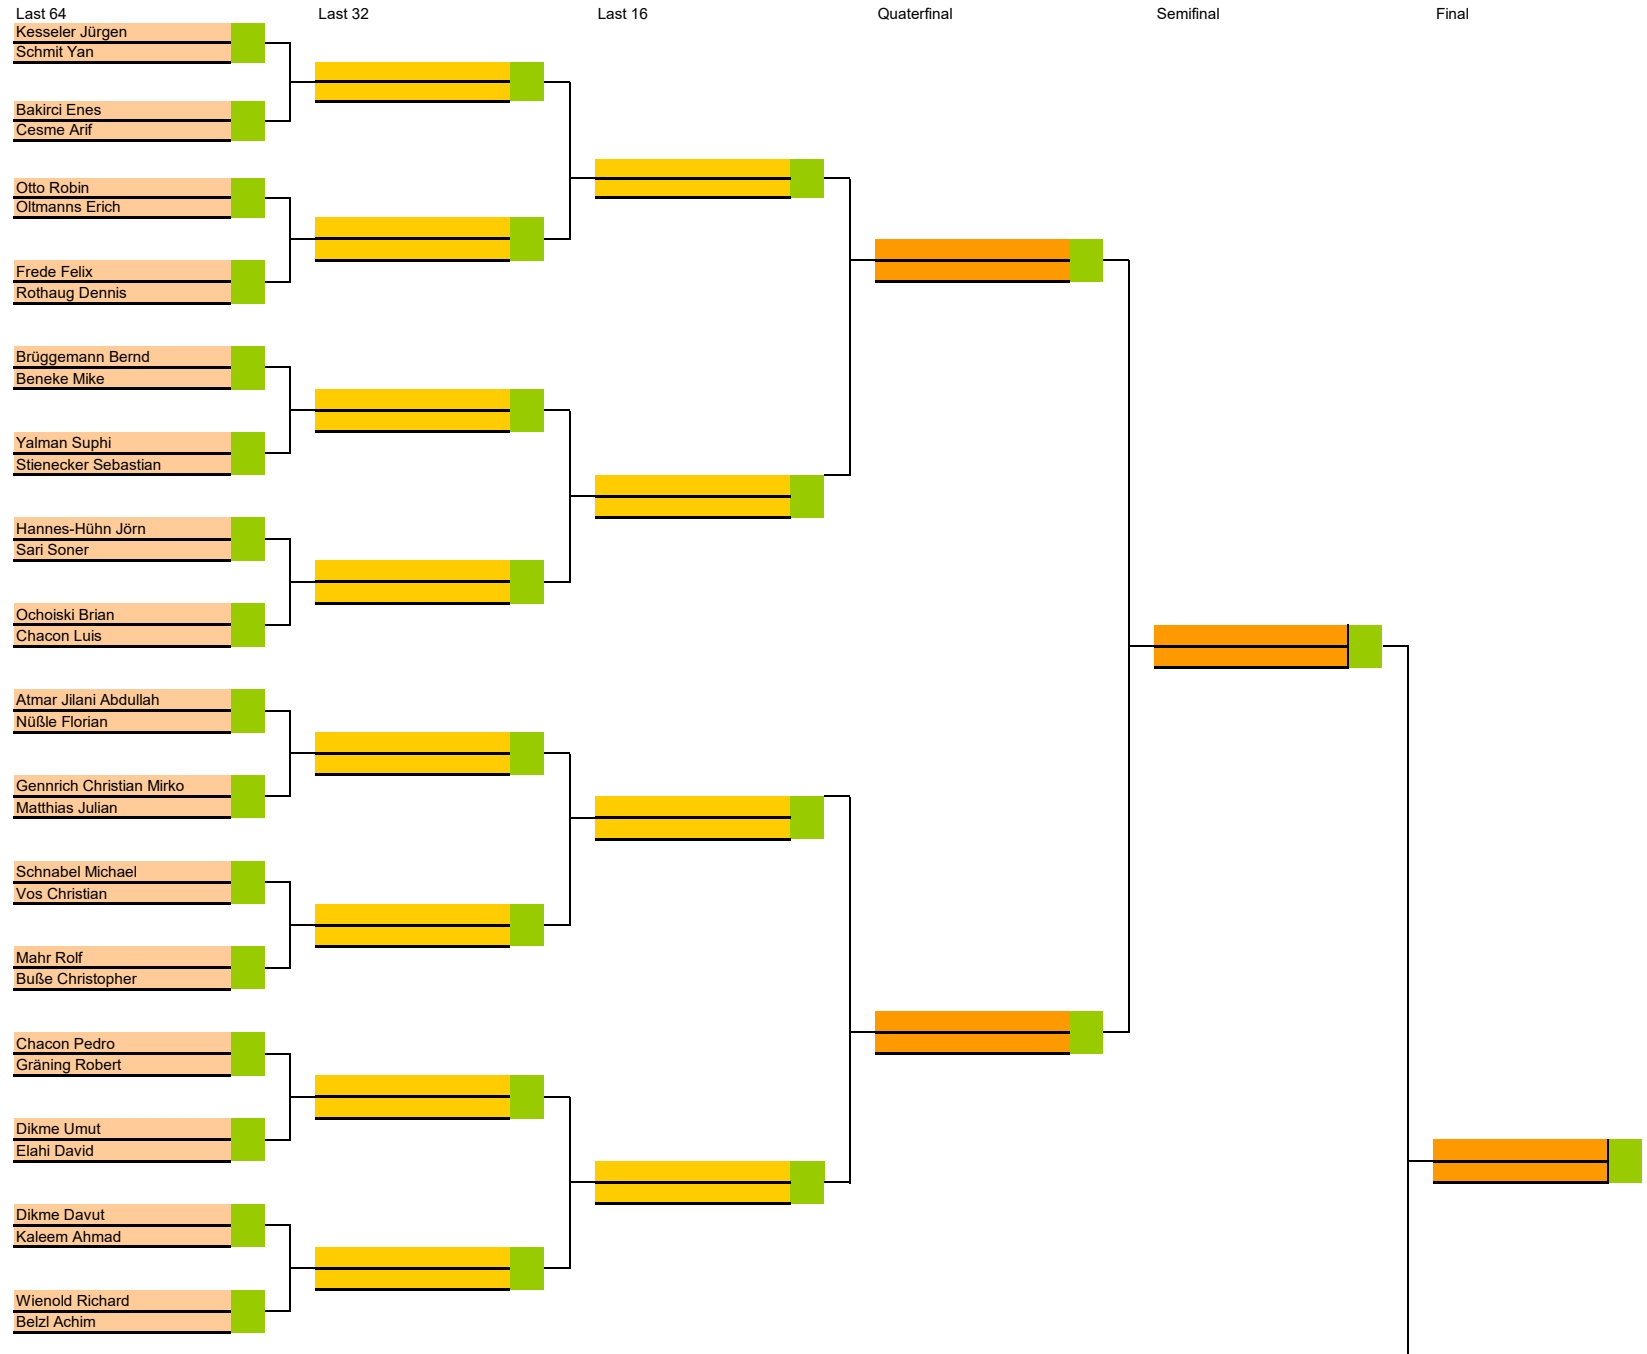 Last 64
Last 32
Last 16
Quaterfinal
Semifinal
Final
Kesseler Jürgen
Schmit Yan
Bakirci Enes
Cesme Arif
Otto Robin
Oltmanns Erich
Frede Felix
Rothaug Dennis
Brüggemann Bernd
Beneke Mike
Yalman Suphi
Stienecker Sebastian
Hannes-Hühn Jörn
Sari Soner
Ochoiski Brian
Chacon Luis
Atmar Jilani Abdullah
Nüßle Florian
Gennrich Christian Mirko
Matthias Julian
Schnabel Michael
Vos Christian
Mahr Rolf
Buße Christopher
Chacon Pedro
Gräning Robert
Dikme Umut
Elahi David
Dikme Davut
Kaleem Ahmad
Wienold Richard
Belzl Achim